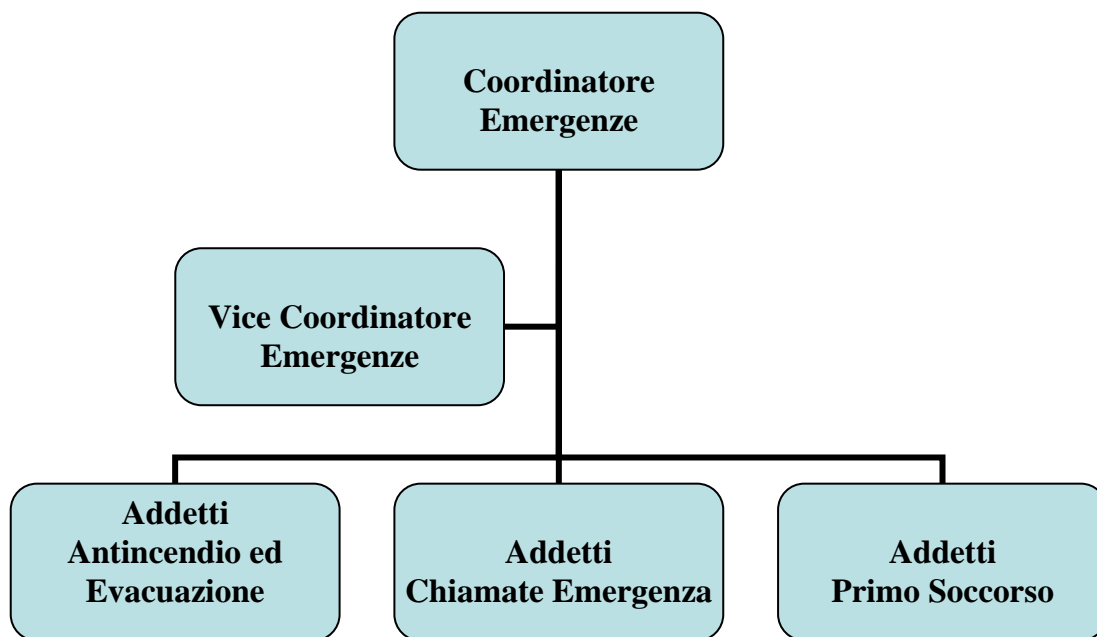 Coordinatore
Emergenze
Vice Coordinatore
Emergenze
Addetti
Antincendio ed
Evacuazione
Addetti
Chiamate Emergenza
Addetti
Primo Soccorso